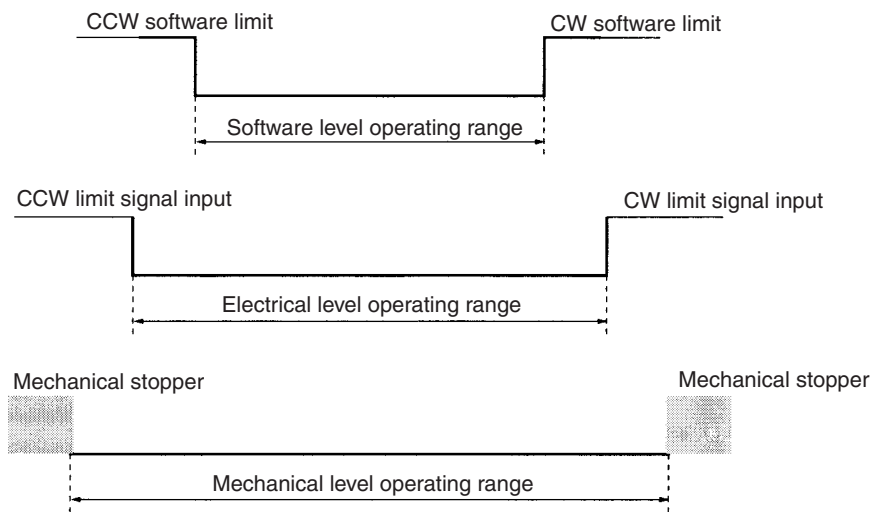 CCW software limit
CW software limit
Software level operating range
CCW limit signal input
CW limit signal input
Electrical level operating range
Mechanical stopper
Mechanical stopper
Mechanical level operating range